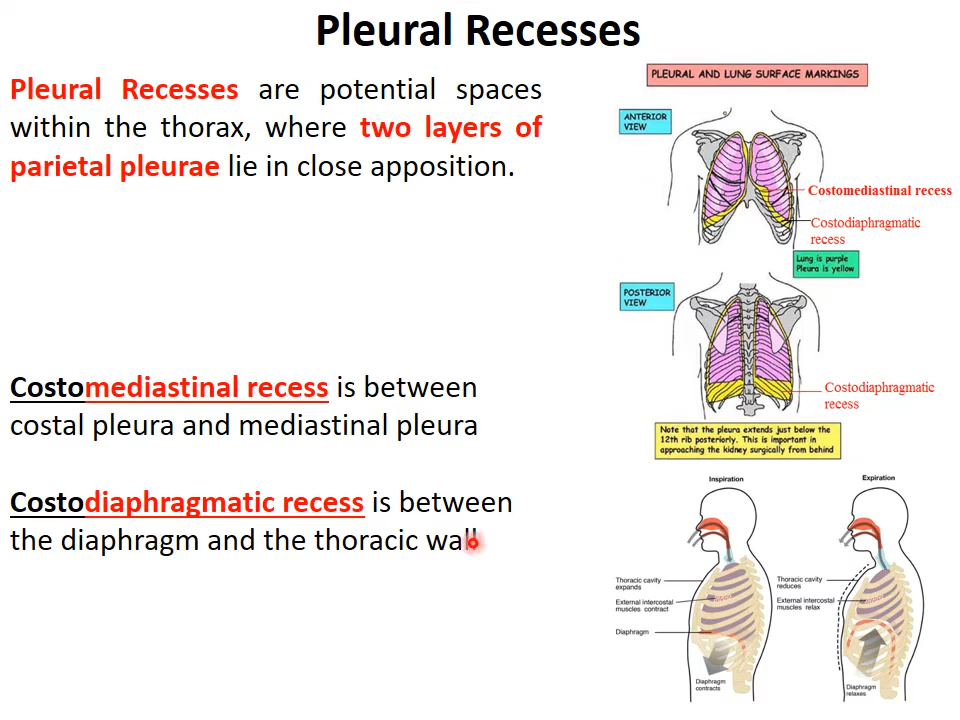 Pleural Recesses
Pleural Recesses are potential spaces
within the thorax, where two layers of
parietal pleurae lie in close apposition.
Costomediastinal recess is between
costal pleura and mediastinal pleura
Costodiaphragmatic recess is between
the diaphragm and the thoracic wall
PLEURAL AND LUNG SURFACE MARKINGS
ANTERIOR
VIEW
Costomediastinal recess
Costodiaphragmatic
recess
Lung is purple
Pleura is yellow
POSTERIOR
VIEW
Costodiaphragmatic
recess
Note that the pleura extends just below the
12th rib posteriorly. This is important in
approaching the kidney surgically from behind
Inspiration
Thoracic cavity
expands
External intercostal
muscles contract
Diaphragm
Diaphragm
contracts
Expiration
Thoracic cavity
reduces
External intercostal
muscles relax
Diaphragm
relaxes